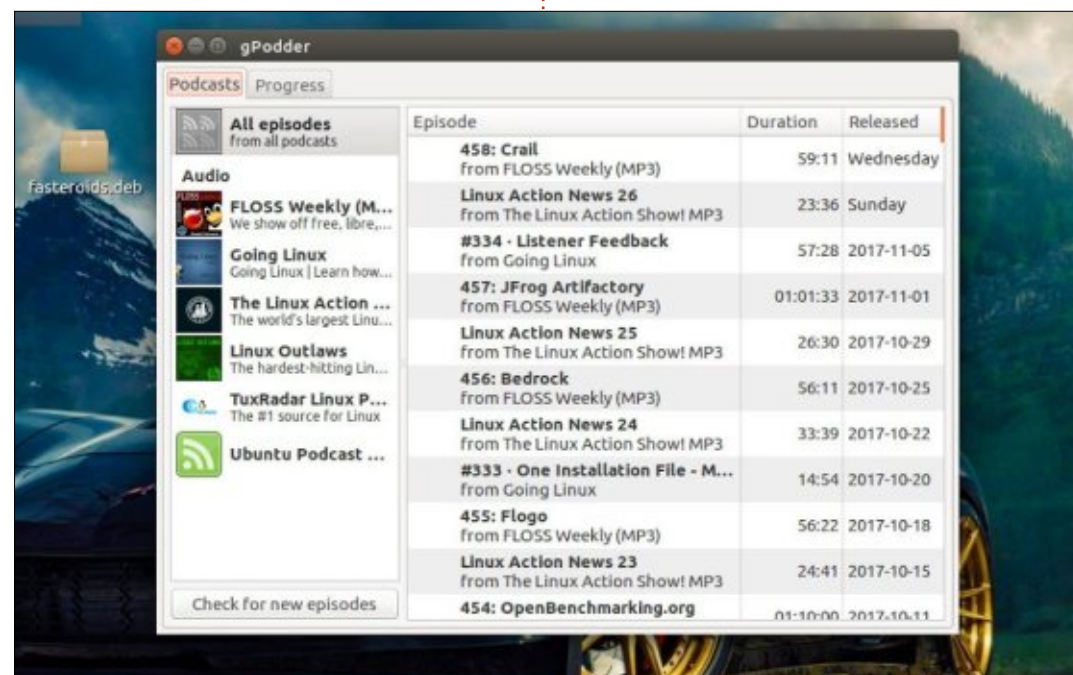 gPodder
Podcasts Progress
All episodes
from all podcasts
Audio
FLOSS Weekly (M...
We show off free, libre,...
Going Linux
Going Linux | Learn how...
The Linux Action ...
The world's largest Linu...
Linux Outlaws
The hardest-hitting Lin...
TuxRadar Linux P...
The #1 source for Linux
Ubuntu Podcast ...
Check for new episodes
Episode Duration Released
458: Crail
from FLOSS Weekly (MP3)
59:11 Wednesday
Linux Action News 26
from The Linux Action Show! MP3
23:36 Sunday
#334 · Listener Feedback
from Going Linux
57:28 2017-11-05
457: JFrog Artifactory
from FLOSS Weekly (MP3)
01:01:33 2017-11-01
Linux Action News 25
from The Linux Action Show! MP3
26:30 2017-10-29
456: Bedrock
from FLOSS Weekly (MP3)
56:11 2017-10-25
Linux Action News 24
from The Linux Action Show! MP3
33:39 2017-10-22
#333 · One Installation File - M...
from Going Linux
14:54 2017-10-20
455: Flogo
from FLOSS Weekly (MP3)
56:22 2017-10-18
Linux Action News 23
from The Linux Action Show! MP3
24:41 2017-10-15
454: OpenBenchmarking.org
01:10:00 2017-10-11
fasteroids.deb